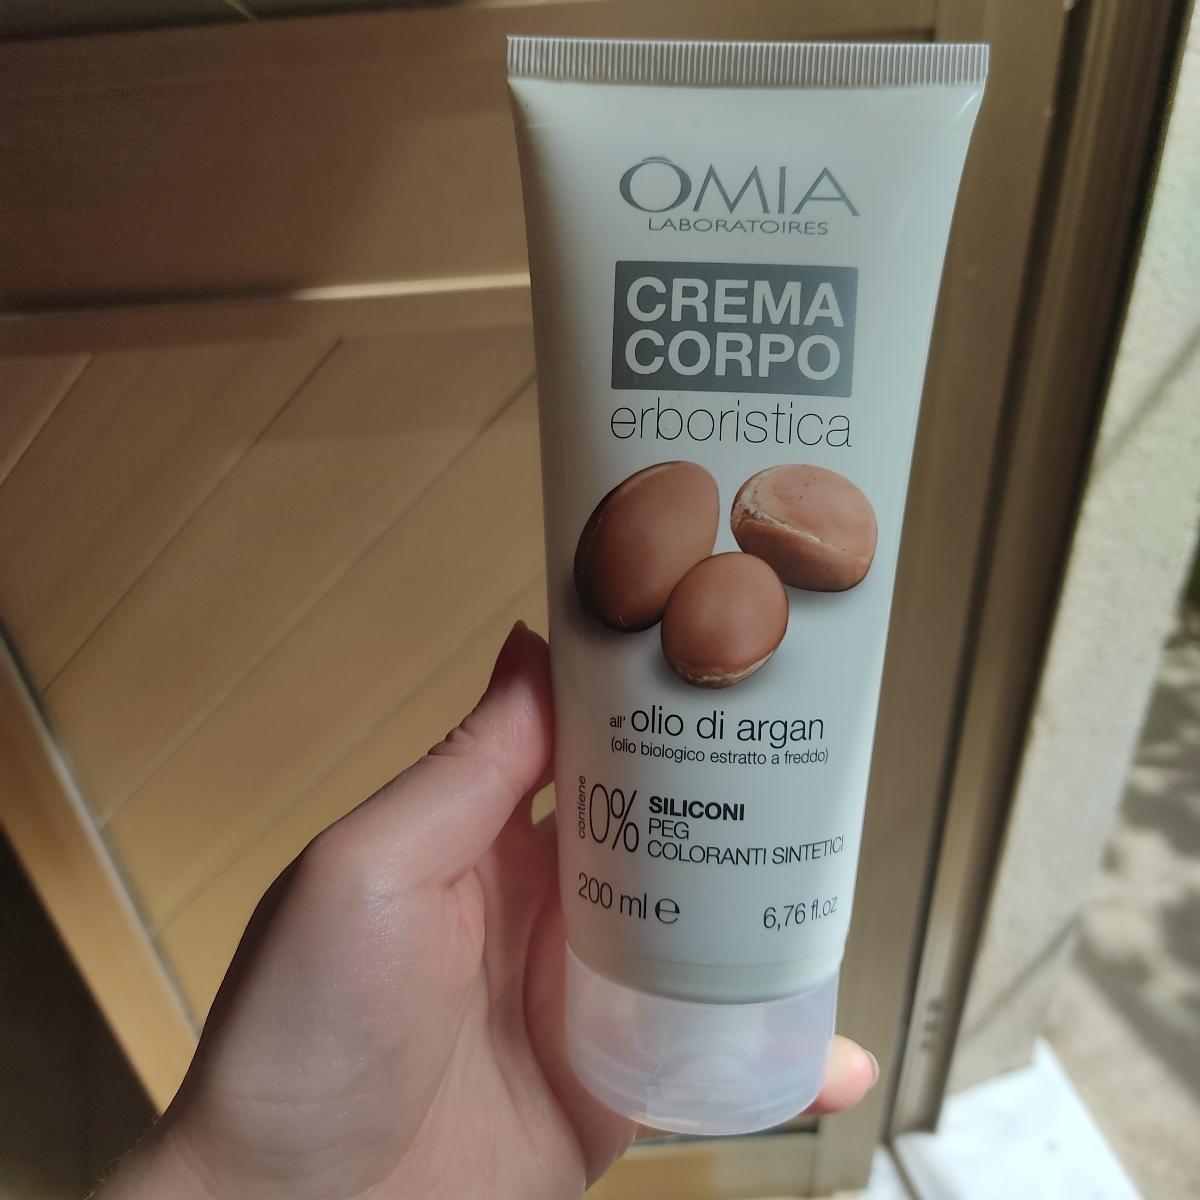 ÔMIA
LABORATOIRES
CREMA
CORPO
erboristica
all' olio di argan
(olio biologico estratto a freddo)
contiene 0% SILICONI
PEG
COLORANTI SINTETICI
200 ml ℮ 6,76 fl.oz